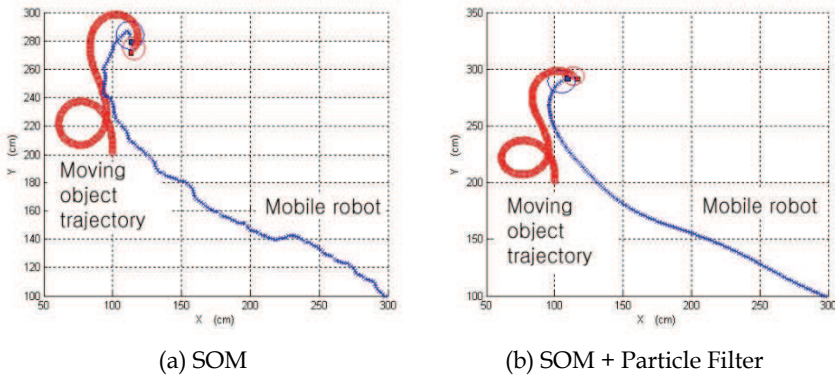 300
280
260
240
220
200
180
160
140
120
100
Y (cm)
50 100 150 200 250 300
X (cm)
Moving
object
trajectory
Mobile robot
(a) SOM
350
300
250
200
150
100
Y (cm)
50 100 150 200 250 300
X (cm)
Moving
object
trajectory
Mobile robot
(b) SOM + Particle Filter